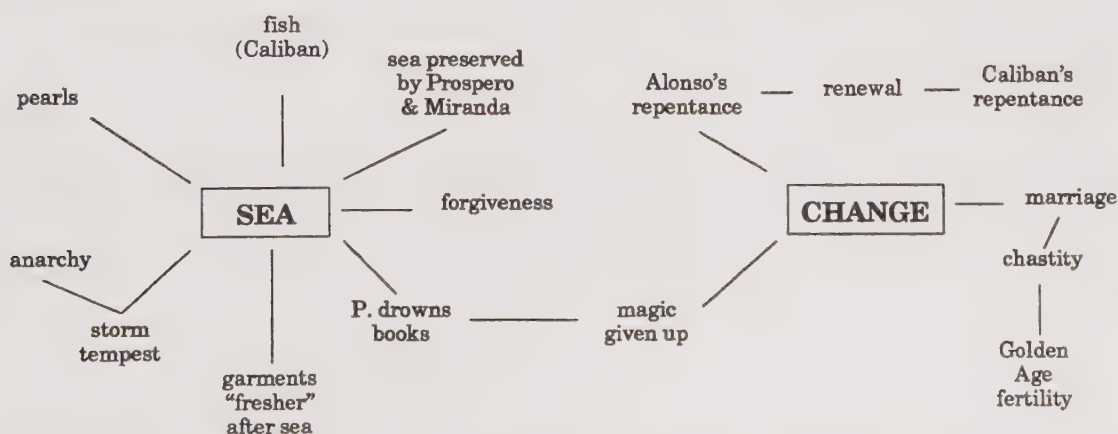 fish
(Caliban)
pearls
sea preserved
by Prospero
& Miranda
SEA
forgiveness
anarchy
storm
tempest
garments
"fresher"
after sea
P. drowns
books
magic
given up
Alonso's
repentance
renewal
Caliban's
repentance
CHANGE
marriage
chastity
Golden
Age
fertility